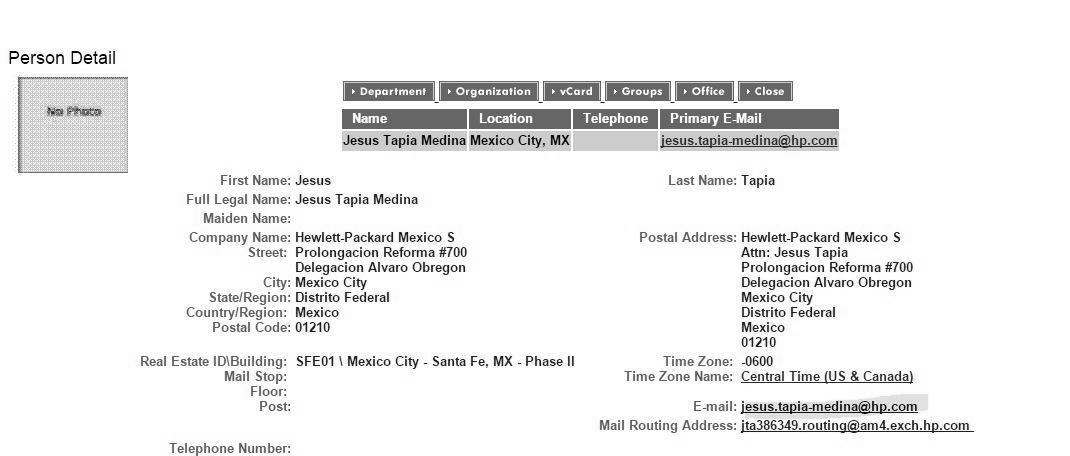 Person Detail
No Photo
Department Organization vCard Groups Office Close
Name Location Telephone Primary E-Mail
Jesus Tapia Medina Mexico City, MX jesus.tapia-medina@hp.com
First Name: Jesus Last Name: Tapia
Full Legal Name: Jesus Tapia Medina
Maiden Name:
Company Name: Hewlett-Packard Mexico S Postal Address: Hewlett-Packard Mexico S
Street: Prolongacion Reforma #700 Attn: Jesus Tapia
Delegacion Alvaro Obregon Prolongacion Reforma #700
City: Mexico City Delegacion Alvaro Obregon
State/Region: Distrito Federal Mexico City
Country/Region: Mexico Distrito Federal
Postal Code: 01210 Mexico
01210
Real Estate ID\Building: SFE01 \ Mexico City - Santa Fe, MX - Phase II Time Zone: -0600
Mail Stop: Time Zone Name: Central Time (US & Canada)
Floor:
Post: E-mail: jesus.tapia-medina@hp.com
Mail Routing Address: jta386349.routing@am4.exch.hp.com
Telephone Number: